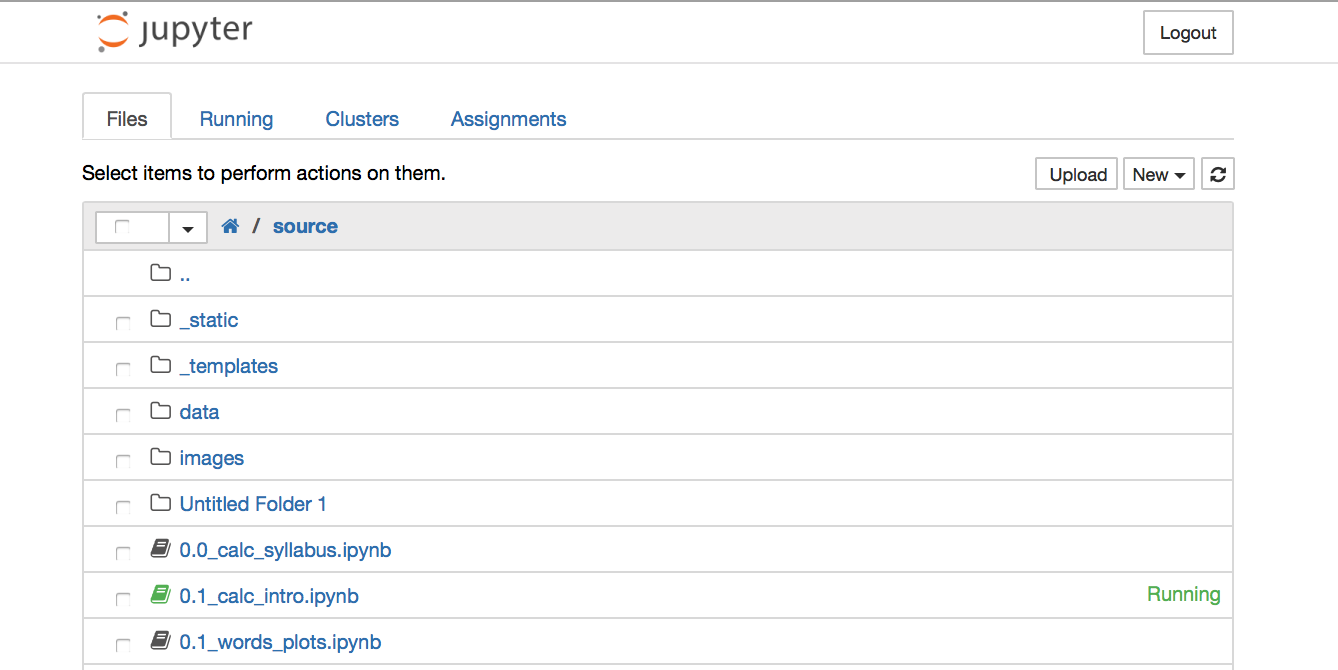 jupyter
Logout
Files Running Clusters Assignments
Select items to perform actions on them.
Upload New
/ source
..
_static
_templates
data
images
Untitled Folder 1
0.0_calc_syllabus.ipynb
0.1_calc_intro.ipynb Running
0.1_words_plots.ipynb